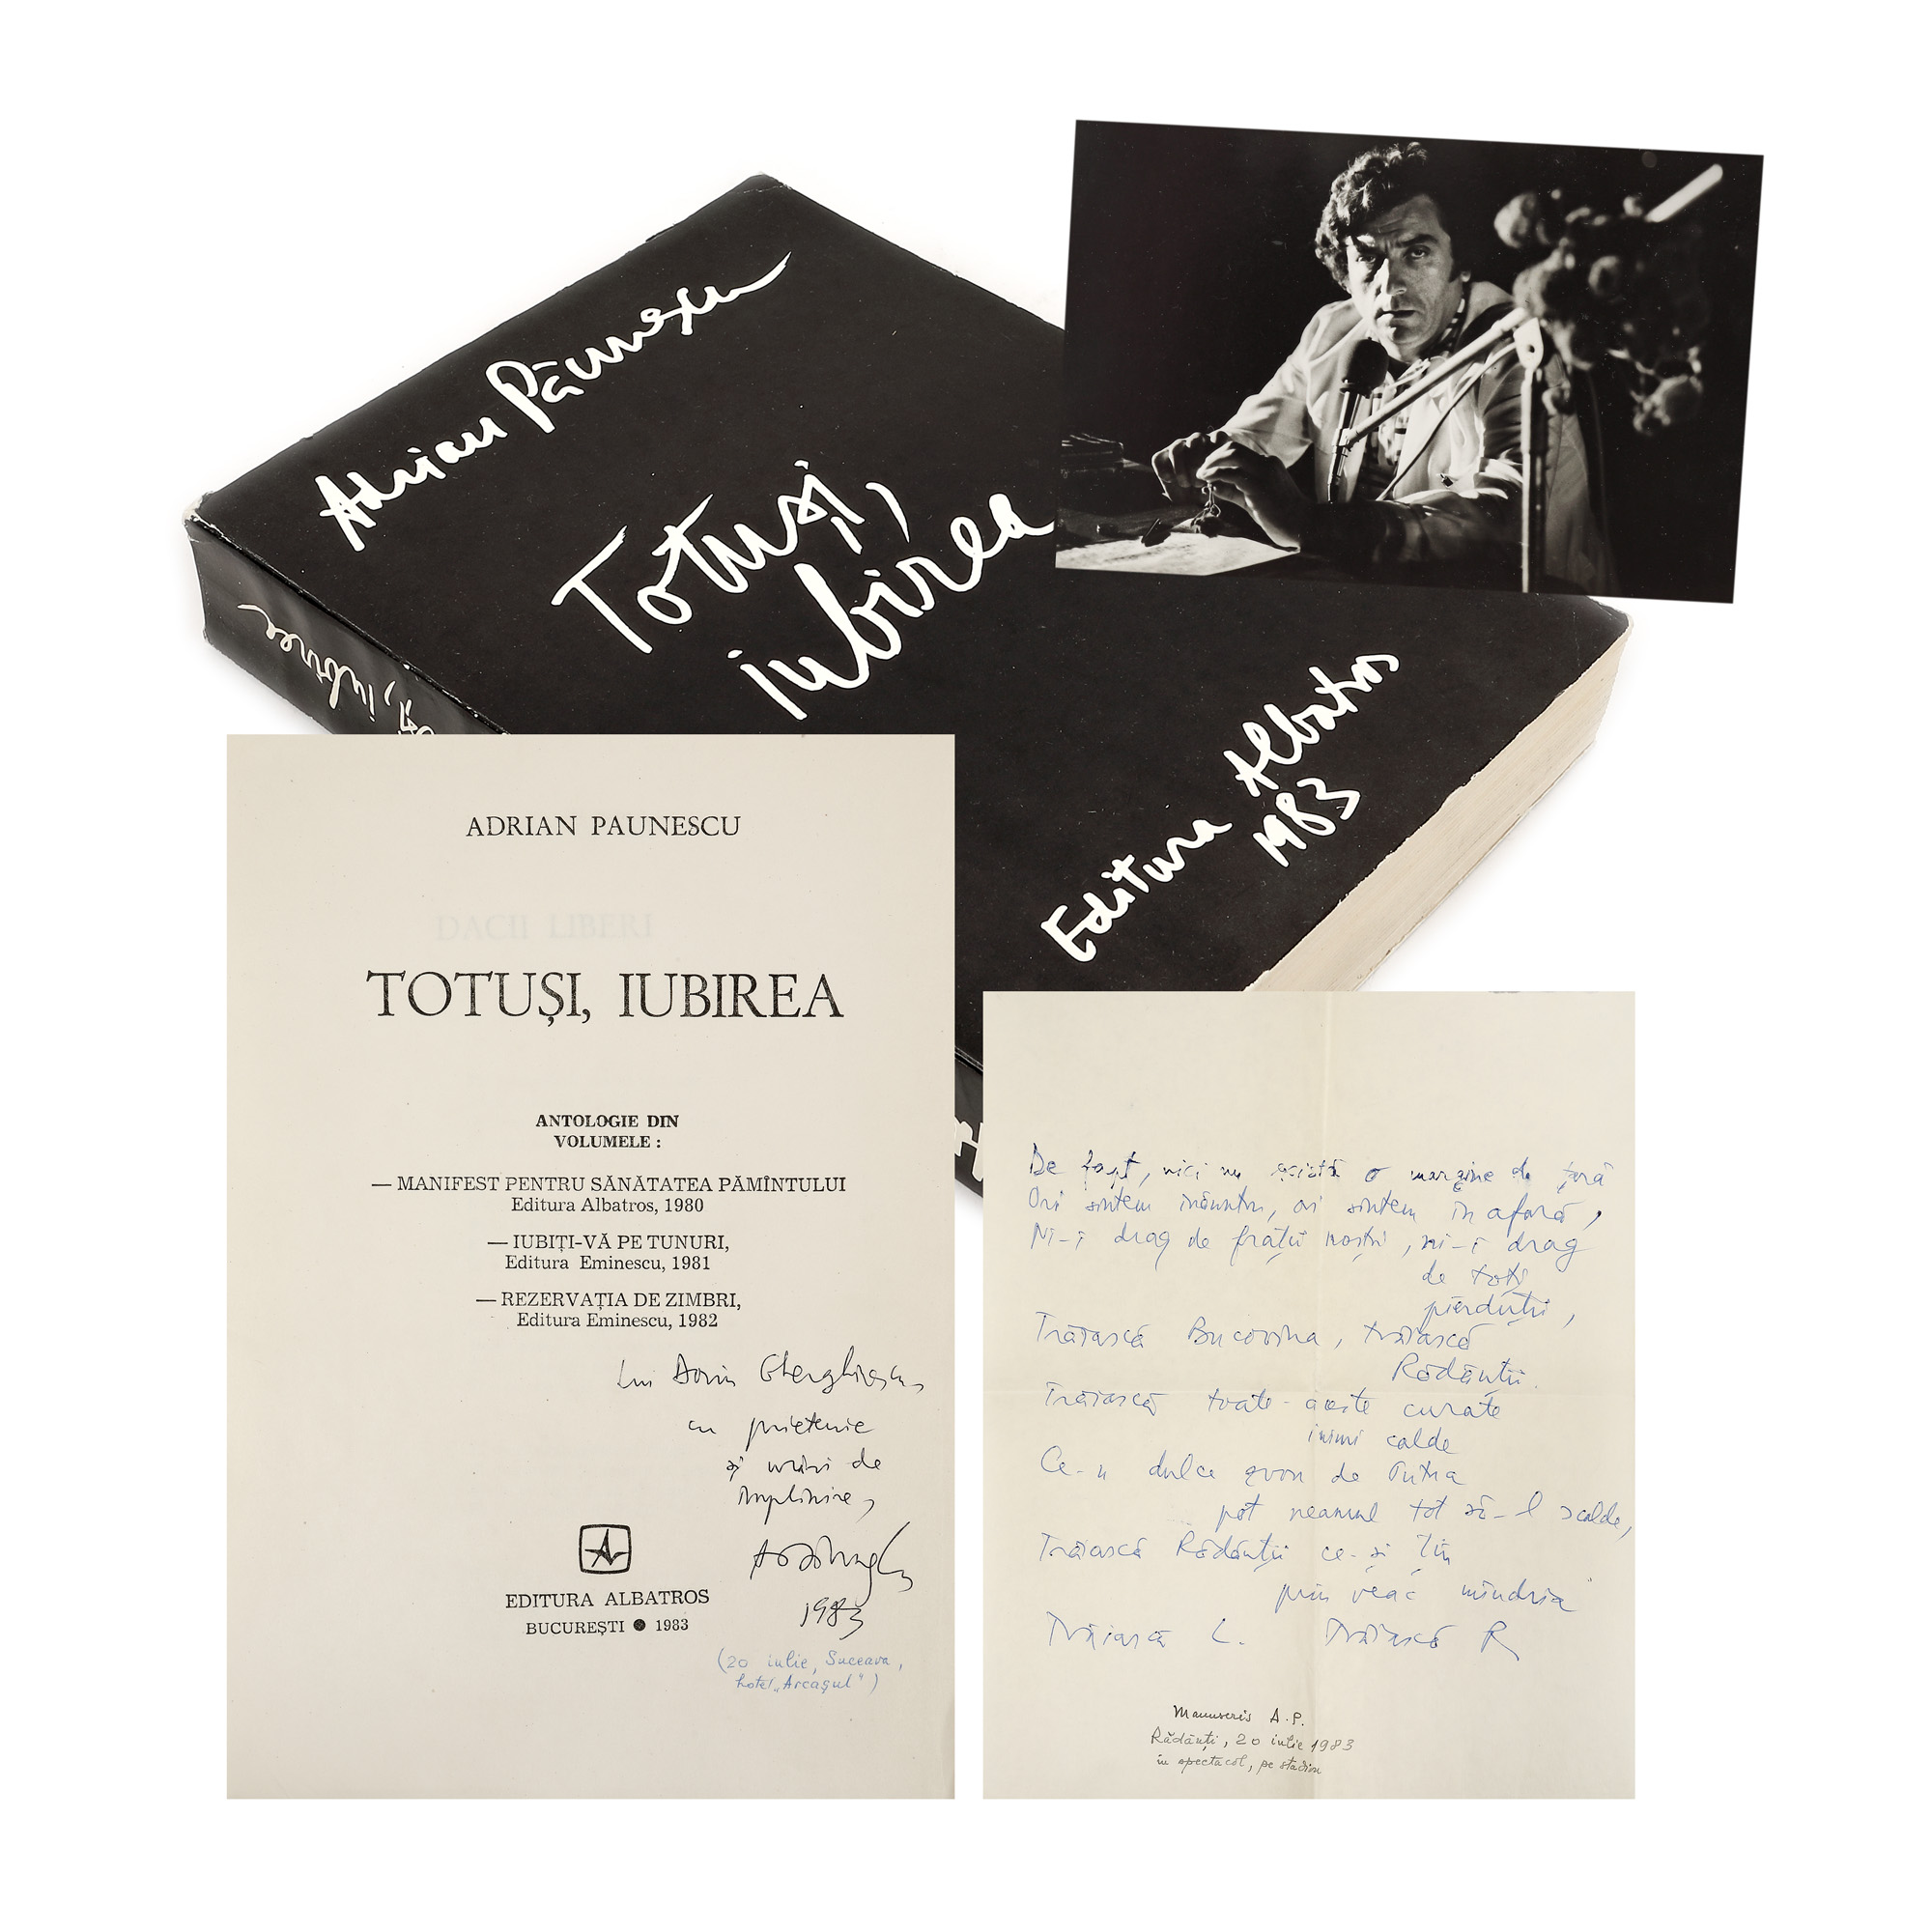 Adrian Păunescu
Totuși,
iubirea
Editura Albatros
1983
iubirea
ADRIAN PAUNESCU
DACII LIBERI
TOTUȘI, IUBIREA
ANTOLOGIE DIN
VOLUMELE :
— MANIFEST PENTRU SĂNĂTATEA PĂMÎNTULUI
Editura Albatros, 1980
— IUBIȚI-VĂ PE TUNURI,
Editura Eminescu, 1981
— REZERVAȚIA DE ZIMBRI,
Editura Eminescu, 1982
Lui Dorin
cu prietenie
și urări de
împlinire,
1983
EDITURA ALBATROS
BUCUREȘTI ● 1983
(20 iulie, Suceava,
hotel „Arcașul")
De fapt, nici nu există o margine de țară
Ori sîntem înăuntru, ori sîntem în afară,
Ni-i drag de frații noștri, ni-i drag
de toți
pierduții,
Trăiască Bucovina, trăiască
Rădăuții.
Trăiască toate-aceste curate
inimi calde
Ce-n dulce de Putna
pot neamul tot să-l scalde,
Trăiască Rădăuții ce-și țin
prin veac mîndria
Trăiască L. Trăiască R
Manuscris A.P.
Rădăuți, 20 iulie 1983
în spectacol, pe stadion